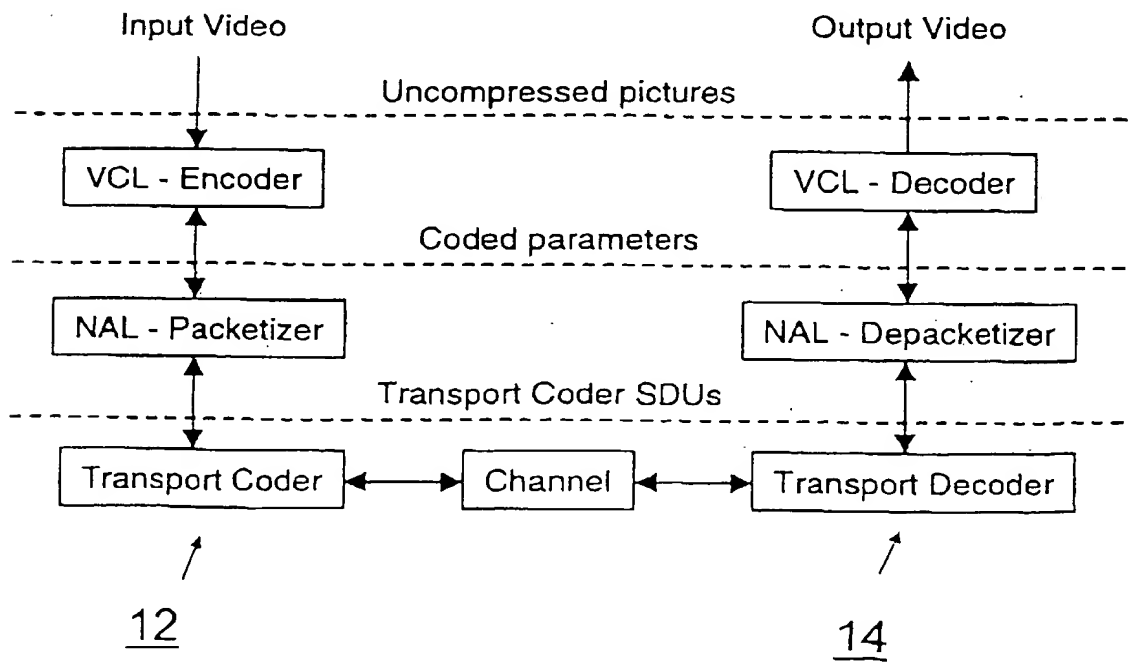 Input Video
Output Video
Uncompressed pictures
VCL - Encoder
VCL - Decoder
Coded parameters
NAL - Packetizer
NAL - Depacketizer
Transport Coder SDUs
Transport Coder
Channel
Transport Decoder
12
14